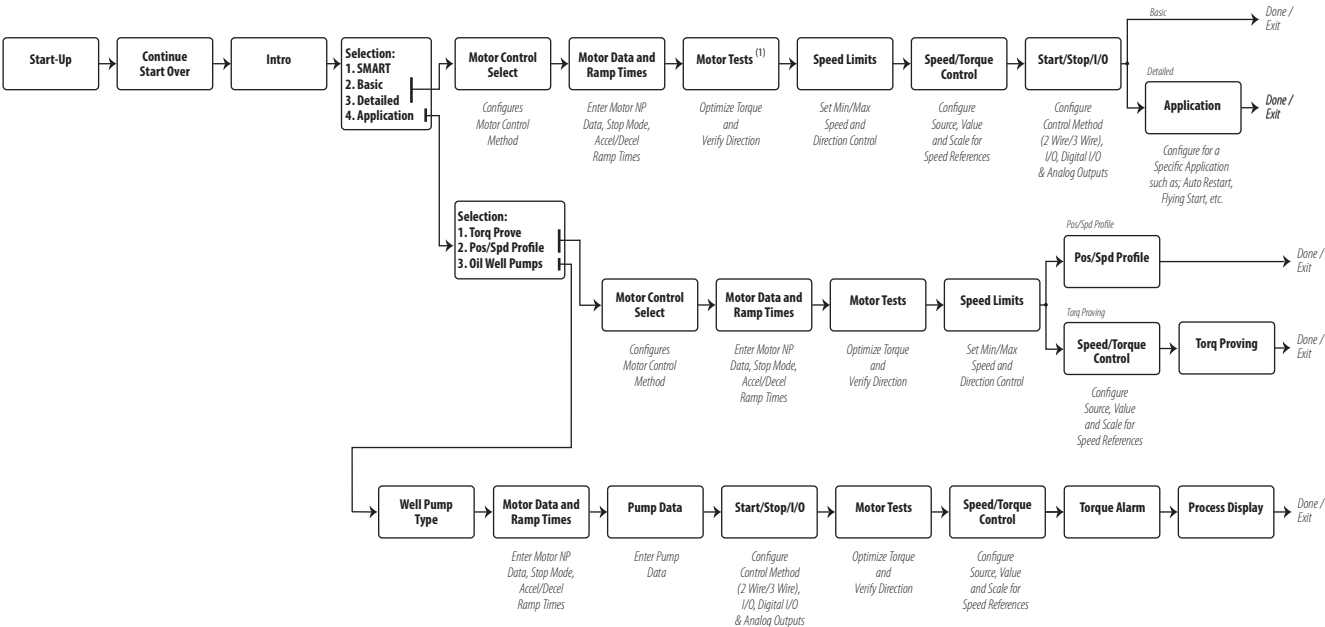 Start-Up
Continue
Start Over
Intro
Selection:
1. SMART
2. Basic
3. Detailed
4. Application
Motor Control
Select
Configures
Motor Control
Method
Motor Data and
Ramp Times
Enter Motor NP
Data, Stop Mode,
Accel/Decel
Ramp Times
Motor Tests (1)
Optimize Torque
and
Verify Direction
Speed Limits
Set Min/Max
Speed and
Direction Control
Speed/Torque
Control
Configure
Source, Value
and Scale for
Speed References
Start/Stop/I/O
Configure
Control Method
(2 Wire/3 Wire),
I/O, Digital I/O
& Analog Outputs
Basic
Done /
Exit
Detailed
Application
Configure for a
Specific Application
such as; Auto Restart,
Flying Start, etc.
Done /
Exit
Selection:
1. Torq Prove
2. Pos/Spd Profile
3. Oil Well Pumps
Motor Control
Select
Configures
Motor Control
Method
Motor Data and
Ramp Times
Enter Motor NP
Data, Stop Mode,
Accel/Decel
Ramp Times
Motor Tests
Optimize Torque
and
Verify Direction
Speed Limits
Set Min/Max
Speed and
Direction Control
Pos/Spd Profile
Pos/Spd Profile
Done /
Exit
Torq Proving
Speed/Torque
Control
Configure
Source, Value
and Scale for
Speed References
Torq Proving
Done /
Exit
Well Pump
Type
Motor Data and
Ramp Times
Enter Motor NP
Data, Stop Mode,
Accel/Decel
Ramp Times
Pump Data
Enter Pump
Data
Start/Stop/I/O
Configure
Control Method
(2 Wire/3 Wire),
I/O, Digital I/O
& Analog Outputs
Motor Tests
Optimize Torque
and
Verify Direction
Speed/Torque
Control
Configure
Source, Value
and Scale for
Speed References
Torque Alarm
Process Display
Done /
Exit